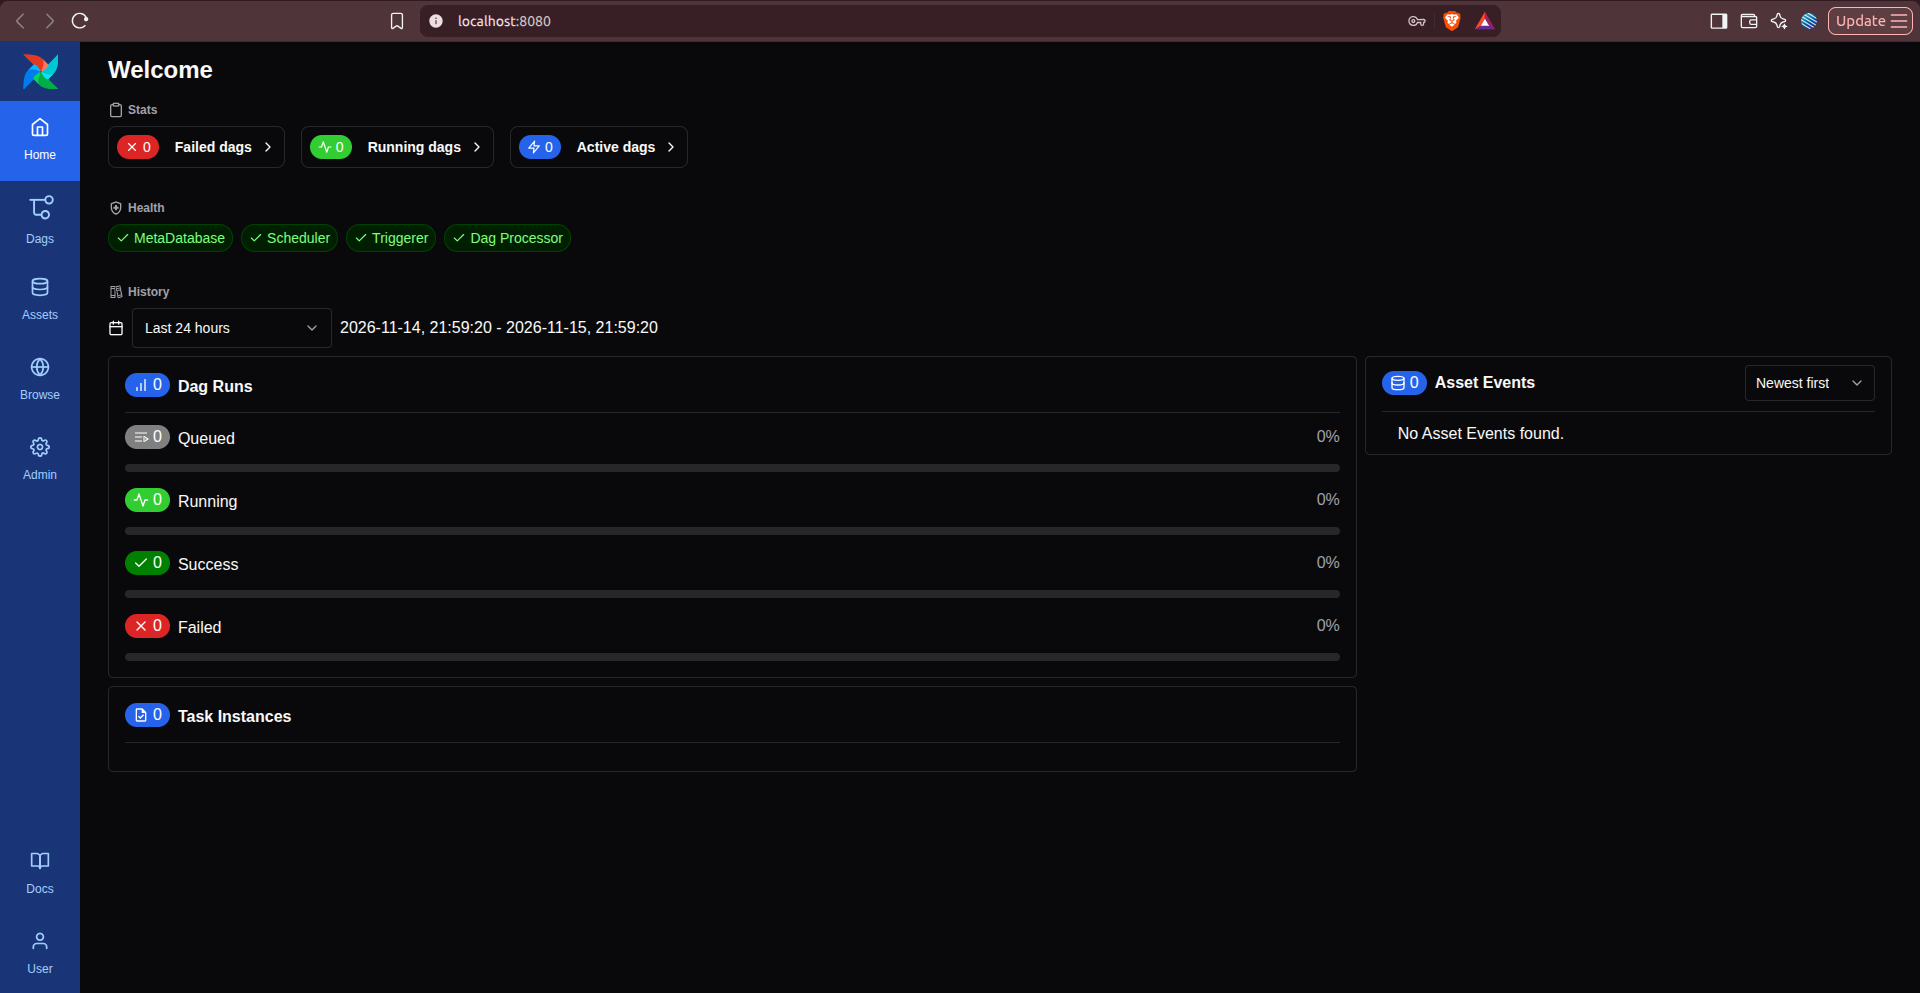 localhost:8080
Update
Welcome
Stats
0 Failed dags
0 Running dags
0 Active dags
Health
MetaDatabase
Scheduler
Triggerer
Dag Processor
History
Last 24 hours
2026-11-14, 21:59:20 - 2026-11-15, 21:59:20
0 Dag Runs
0 Queued 0%
0 Running 0%
0 Success 0%
0 Failed 0%
0 Task Instances
0 Asset Events
Newest first
No Asset Events found.
Home
Dags
Assets
Browse
Admin
Docs
User